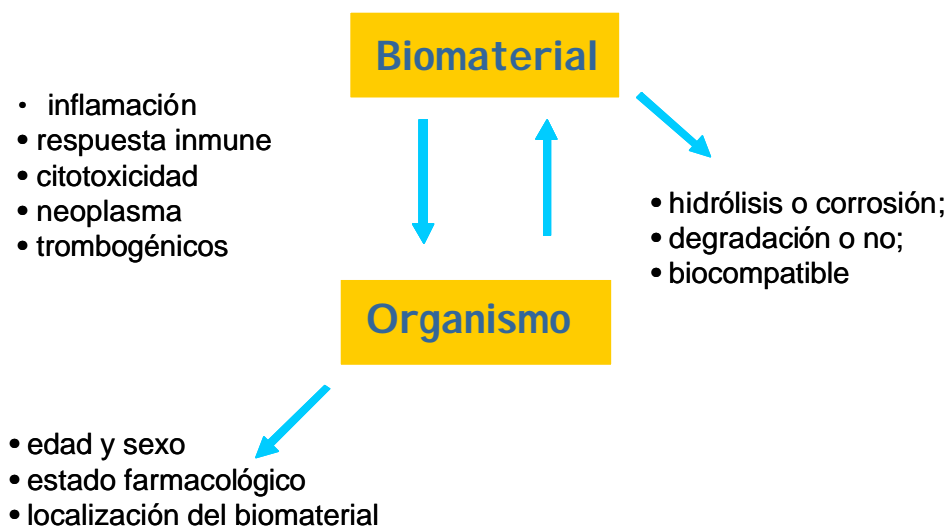 Biomaterial
• inflamación
• respuesta inmune
• citotoxicidad
• neoplasma
• trombogénicos
• hidrólisis o corrosión;
• degradación o no;
• biocompatible
Organismo
• edad y sexo
• estado farmacológico
• localización del biomaterial